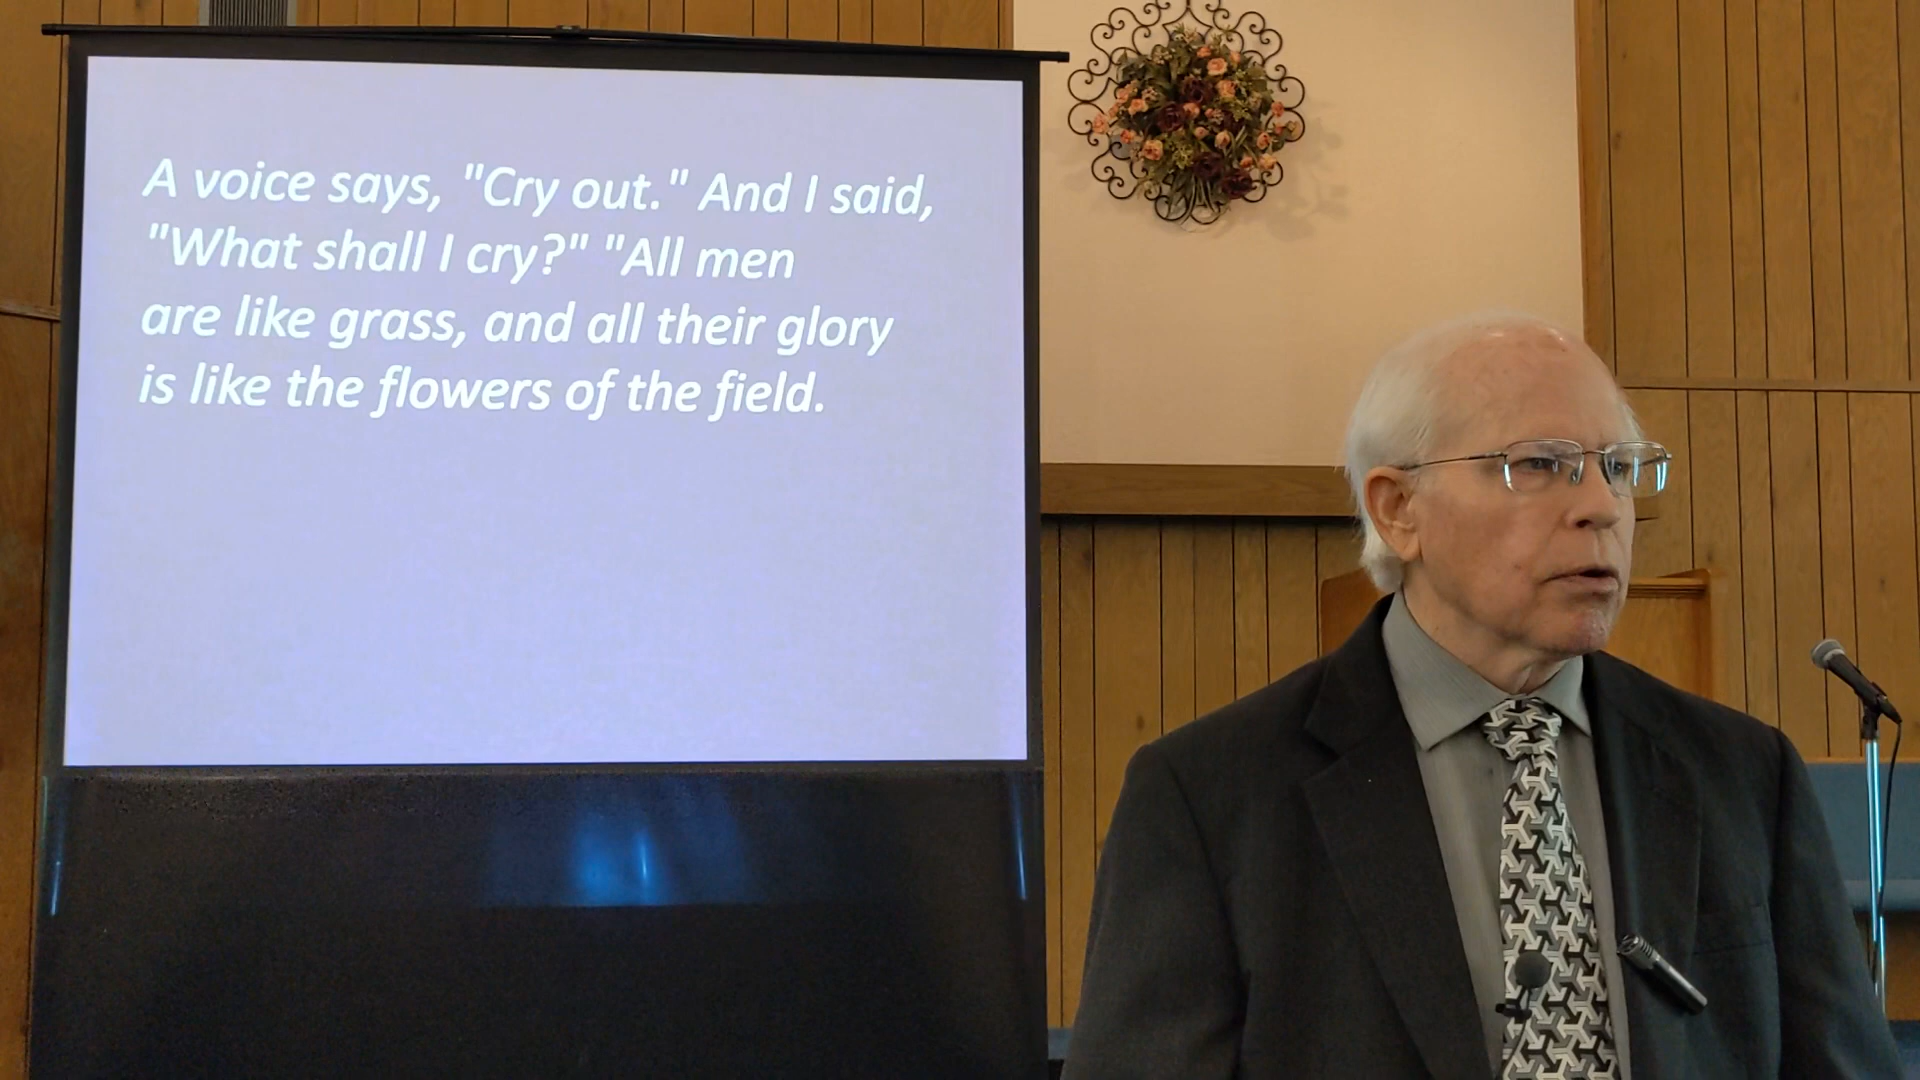 A voice says, "Cry out." And I said,
"What shall I cry?" "All men
are like grass, and all their glory
is like the flowers of the field.